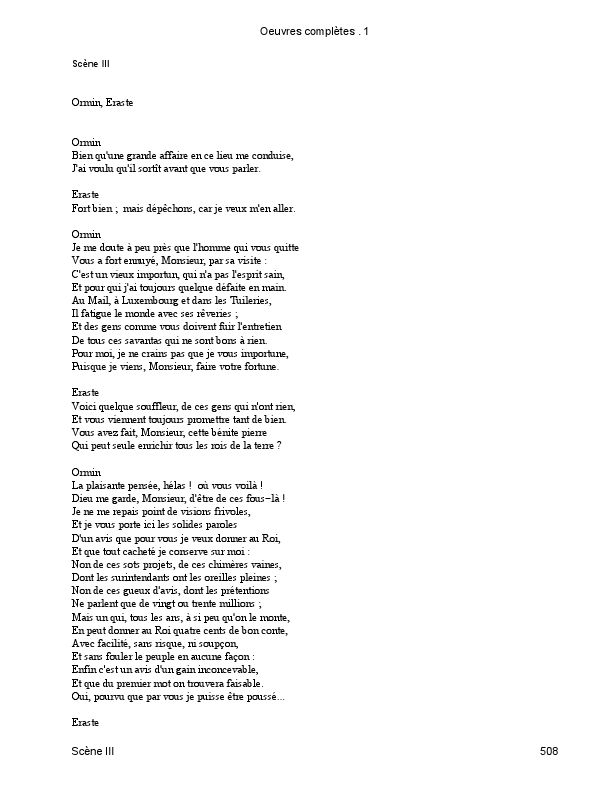 Oeuvres complètes . 1
Scène III
Ormin, Eraste
Ormin
Bien qu'une grande affaire en ce lieu me conduise,
J'ai voulu qu'il sortît avant que vous parler.
Eraste
Fort bien ; mais dépêchons, car je veux m'en aller.
Ormin
Je me doute à peu près que l'homme qui vous quitte
Vous a fort ennuyé, Monsieur, par sa visite :
C'est un vieux importun, qui n'a pas l'esprit sain,
Et pour qui j'ai toujours quelque défaite en main.
Au Mail, à Luxembourg et dans les Tuileries,
Il fatigue le monde avec ses rêveries ;
Et des gens comme vous doivent fuir l'entretien
De tous ces savantas qui ne sont bons à rien.
Pour moi, je ne crains pas que je vous importune,
Puisque je viens, Monsieur, faire votre fortune.
Eraste
Voici quelque souffleur, de ces gens qui n'ont rien,
Et vous viennent toujours promettre tant de bien.
Vous avez fait, Monsieur, cette bénite pierre
Qui peut seule enrichir tous les rois de la terre ?
Ormin
La plaisante pensée, hélas ! où vous voilà !
Dieu me garde, Monsieur, d'être de ces fous−là !
Je ne me repais point de visions frivoles,
Et je vous porte ici les solides paroles
D'un avis que pour vous je veux donner au Roi,
Et que tout cacheté je conserve sur moi :
Non de ces sots projets, de ces chimères vaines,
Dont les surintendants ont les oreilles pleines ;
Non de ces gueux d'avis, dont les prétentions
Ne parlent que de vingt ou trente millions ;
Mais un qui, tous les ans, à si peu qu'on le monte,
En peut donner au Roi quatre cents de bon conte,
Avec facilité, sans risque, ni soupçon,
Et sans fouler le peuple en aucune façon :
Enfin c'est un avis d'un gain inconcevable,
Et que du premier mot on trouvera faisable.
Oui, pourvu que par vous je puisse être poussé...
Eraste
Scène III
508